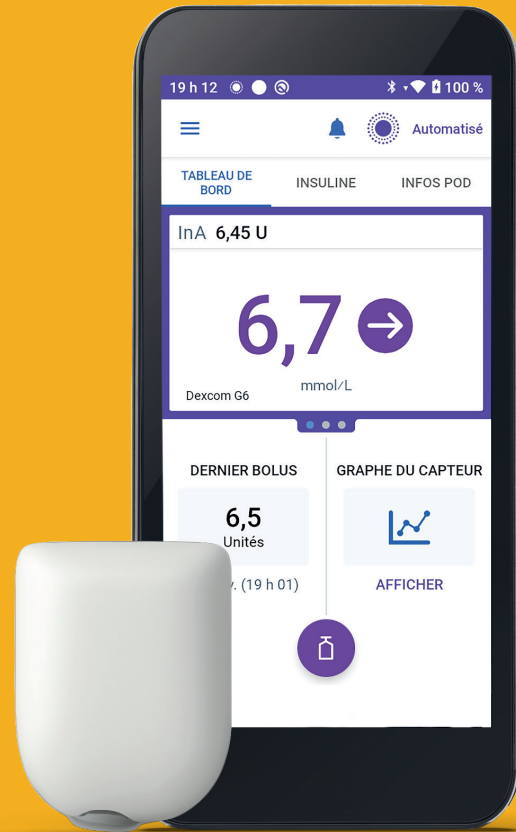 19 h 12
100 %
Automatisé
TABLEAU DE
BORD
INSULINE
INFOS POD
InA 6,45 U
6,7
mmol/L
Dexcom G6
DERNIER BOLUS
GRAPHE DU CAPTEUR
6,5
Unités
(19 h 01)
AFFICHER